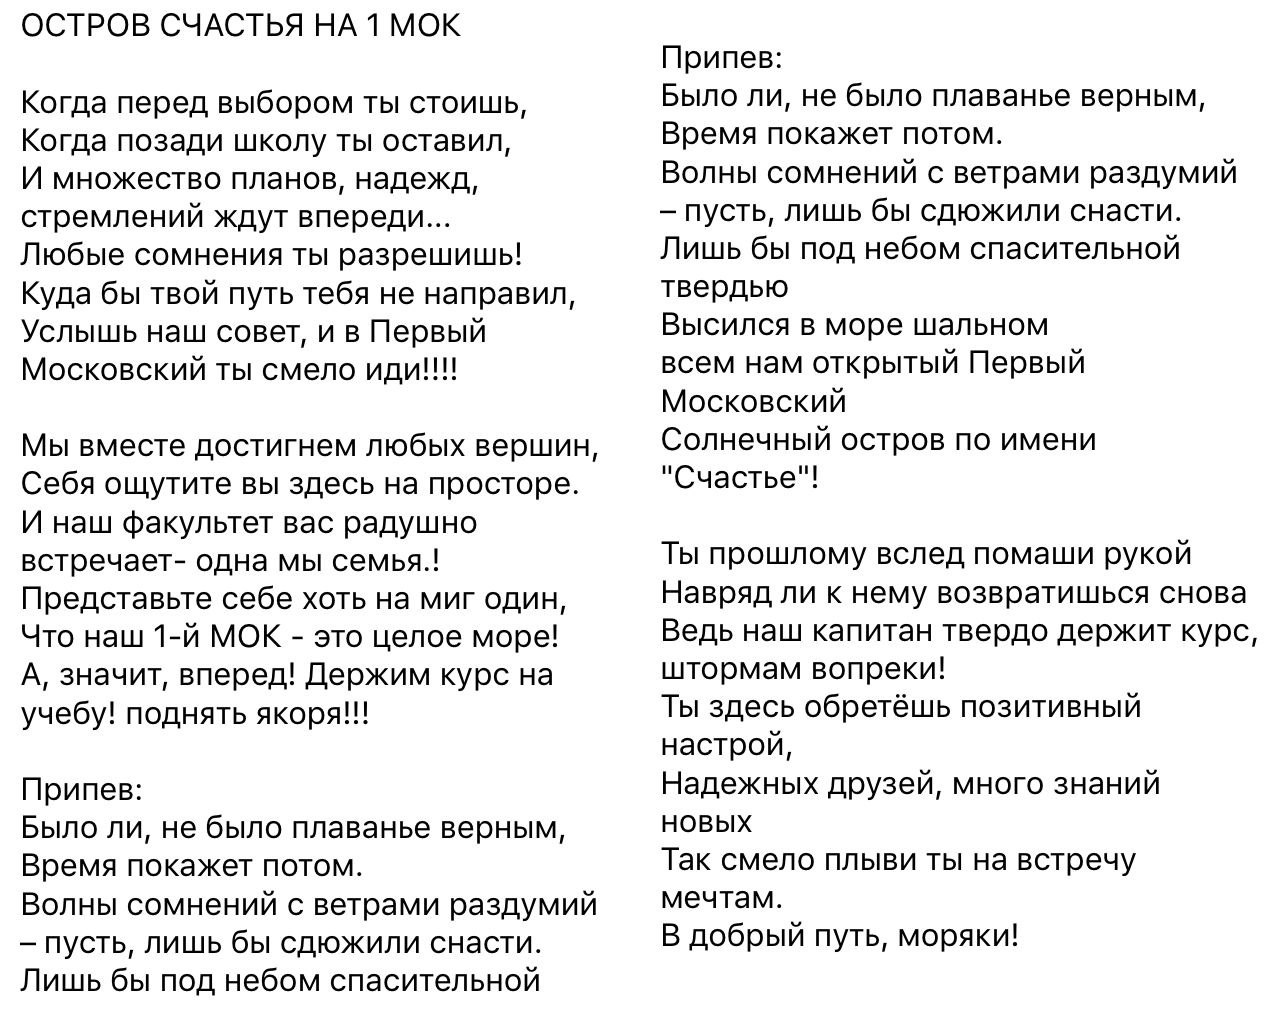 ОСТРОВ СЧАСТЬЯ НА 1 МОК
Когда перед выбором ты стоишь,
Когда позади школу ты оставил,
И множество планов, надежд,
стремлений ждут впереди...
Любые сомнения ты разрешишь!
Куда бы твой путь тебя не направил,
Услышь наш совет, и в Первый
Московский ты смело иди!!!!
Мы вместе достигнем любых вершин,
Себя ощутите вы здесь на просторе.
И наш факультет вас радушно
встречает- одна мы семья.!
Представьте себе хоть на миг один,
Что наш 1-й МОК - это целое море!
А, значит, вперед! Держим курс на
учебу! поднять якоря!!!
Припев:
Было ли, не было плаванье верным,
Время покажет потом.
Волны сомнений с ветрами раздумий
– пусть, лишь бы сдюжили снасти.
Лишь бы под небом спасительной
Припев:
Было ли, не было плаванье верным,
Время покажет потом.
Волны сомнений с ветрами раздумий
– пусть, лишь бы сдюжили снасти.
Лишь бы под небом спасительной
твердью
Высился в море шальном
всем нам открытый Первый
Московский
Солнечный остров по имени
"Счастье"!
Ты прошлому вслед помаши рукой
Навряд ли к нему возвратишься снова
Ведь наш капитан твердо держит курс,
штормам вопреки!
Ты здесь обретёшь позитивный
настрой,
Надежных друзей, много знаний
новых
Так смело плыви ты на встречу
мечтам.
В добрый путь, моряки!